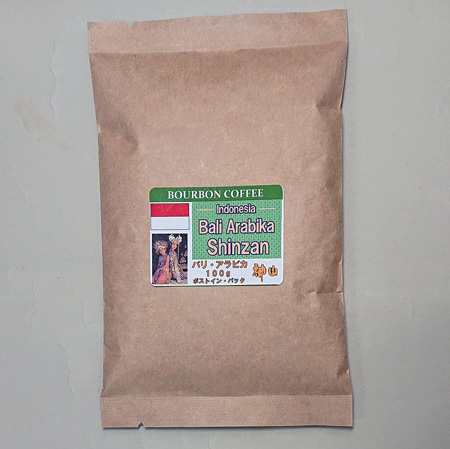 BOURBON COFFEE
Indonesia
Bali Arabika
Shinzan
バリ・アラビカ
100g
ポストイン・パック
神山